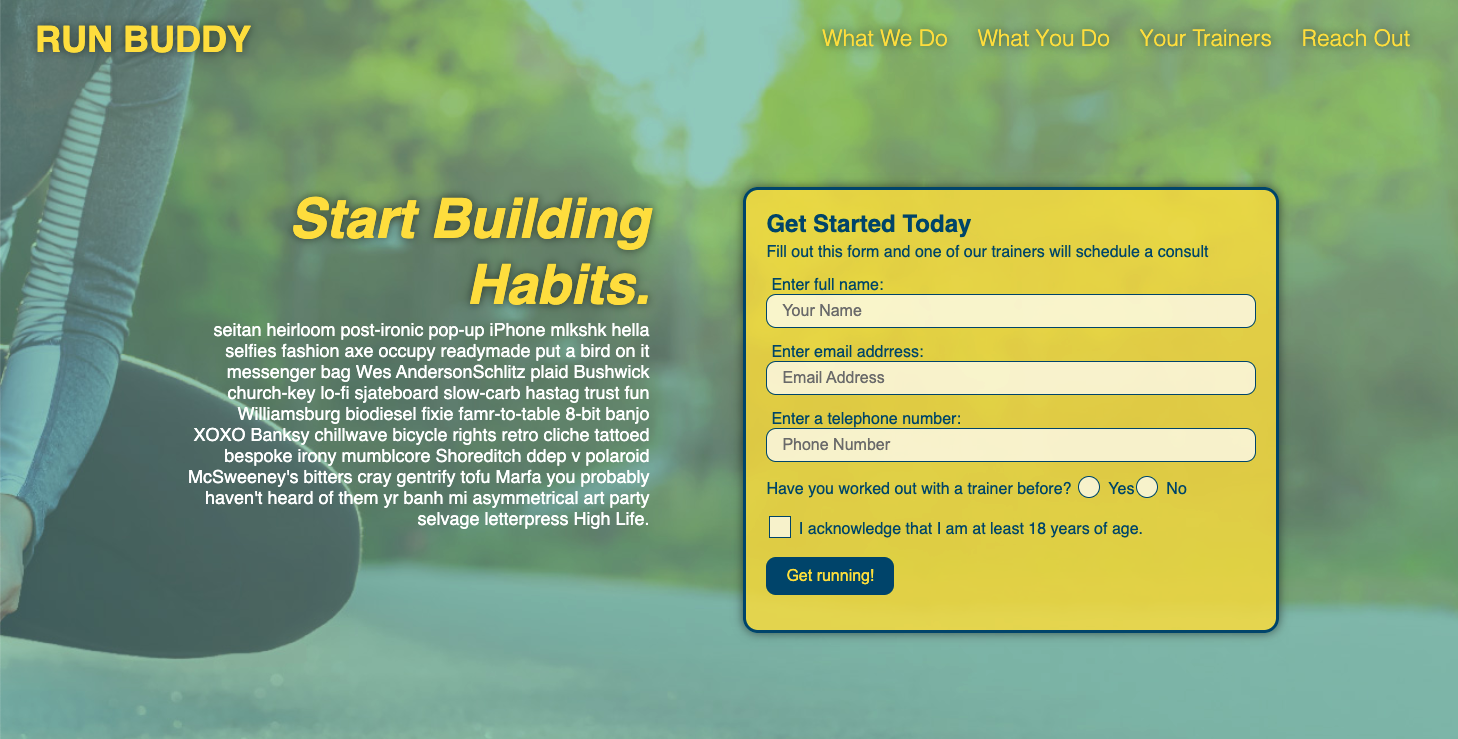 RUN BUDDY
What We Do What You Do Your Trainers Reach Out
Start Building
Habits.
seitan heirloom post-ironic pop-up iPhone mlkshk hella
selfies fashion axe occupy readymade put a bird on it
messenger bag Wes AndersonSchlitz plaid Bushwick
church-key lo-fi sjateboard slow-carb hastag trust fun
Williamsburg biodiesel fixie famr-to-table 8-bit banjo
XOXO Banksy chillwave bicycle rights retro cliche tattoed
bespoke irony mumblcore Shoreditch ddep v polaroid
McSweeney's bitters cray gentrify tofu Marfa you probably
haven't heard of them yr banh mi asymmetrical art party
selvage letterpress High Life.
Get Started Today
Fill out this form and one of our trainers will schedule a consult
Enter full name:
Your Name
Enter email addrress:
Email Address
Enter a telephone number:
Phone Number
Have you worked out with a trainer before? Yes No
I acknowledge that I am at least 18 years of age.
Get running!